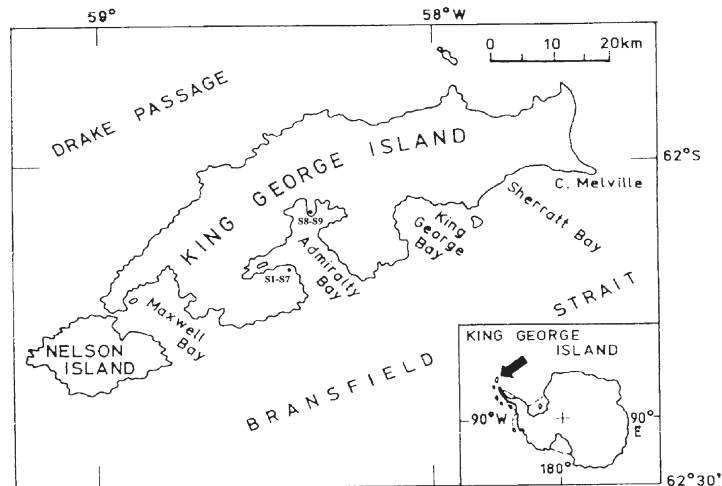 59°
58° W
0 10 20km
DRAKE PASSAGE
KING GEORGE ISLAND
62° S
C. Melville
S8-S9
King
George
Bay
Sherratt Bay
Admiralty
Bay
S1-S7
Maxwell
Bay
STRAIT
NELSON
ISLAND
BRANSFIELD
KING GEORGE
ISLAND
90° W
90°
E
180°
62° 30'